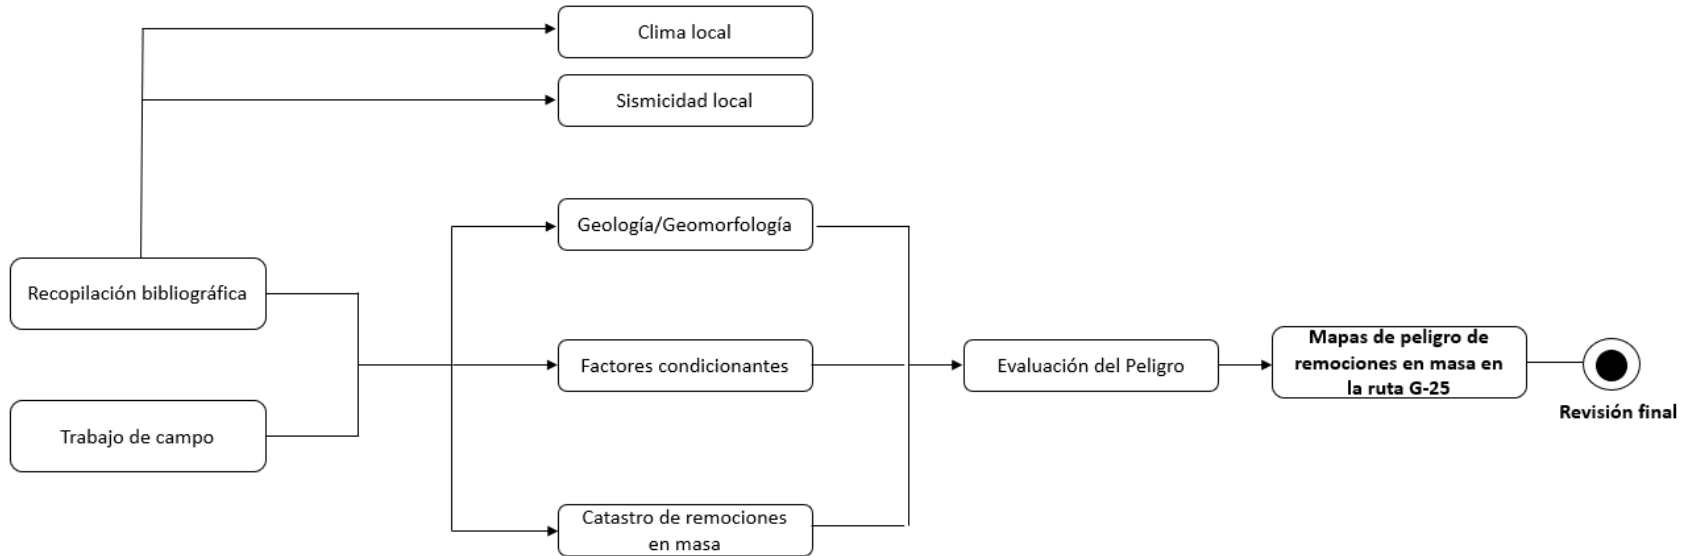 Clima local
Sismicidad local
Geología/Geomorfología
Recopilación bibliográfica
Factores condicionantes
Evaluación del Peligro
Mapas de peligro de
remociones en masa en
la ruta G-25
Revisión final
Trabajo de campo
Catastro de remociones
en masa